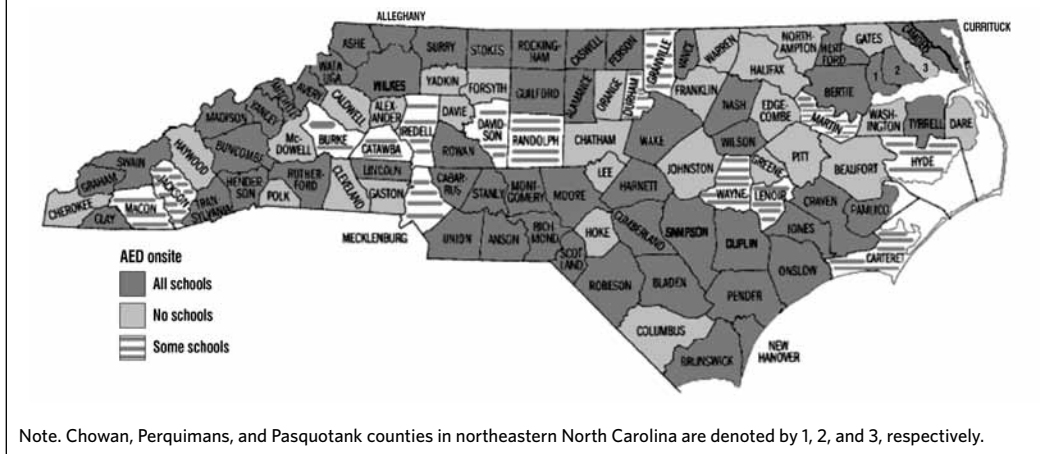 ALLEGHANY
CURRITUCK
ASHE
SURRY
STOKES
ROCKING-
HAM
CASWELL
PERSON
GRANVILLE
VANCE
WARREN
NORTH-
AMPTON
HERT
FORD
GATES
CAMDEN
WATA
UGA
WILKES
YADKIN
FORSYTH
GUILFORD
ALAMANCE
ORANGE
DURHAM
FRANKLIN
HALIFAX
BERTIE
1
2
3
MITCHELL
AVERY
CALDWELL
ALEX-
ANDER
IREDELL
DAVIE
DAVID-
SON
RANDOLPH
CHATHAM
WAKE
NASH
EDGE-
COMBE
MARTIN
WASH-
INGTON
TYRRELL
DARE
MADISON
YANCEY
McDOWELL
BURKE
CATAWBA
ROWAN
WILSON
PITT
BEAUFORT
HYDE
SWAIN
HAYWOOD
BUNCOMBE
RUTHER-
FORD
CLEVELAND
LINCOLN
CABAR-
RUS
STANLY
MONT-
GOMERY
MOORE
LEE
HARNETT
JOHNSTON
WAYNE
GREENE
LENOIR
CRAVEN
PAMLICO
GRAHAM
CHEROKEE
CLAY
MACON
JACKSON
TRAN
SYLVANIA
HENDER
SON
POLK
GASTON
MECKLENBURG
UNION
ANSON
RICH
MOND
SCOT
LAND
HOKE
CUMBERLAND
SAMPSON
DUPLIN
JONES
CARTERET
ONSLOW
ROBESON
BLADEN
PENDER
COLUMBUS
BRUNSWICK
NEW
HANOVER
AED onsite
All schools
No schools
Some schools
Note. Chowan, Perquimans, and Pasquotank counties in northeastern North Carolina are denoted by 1, 2, and 3, respectively.